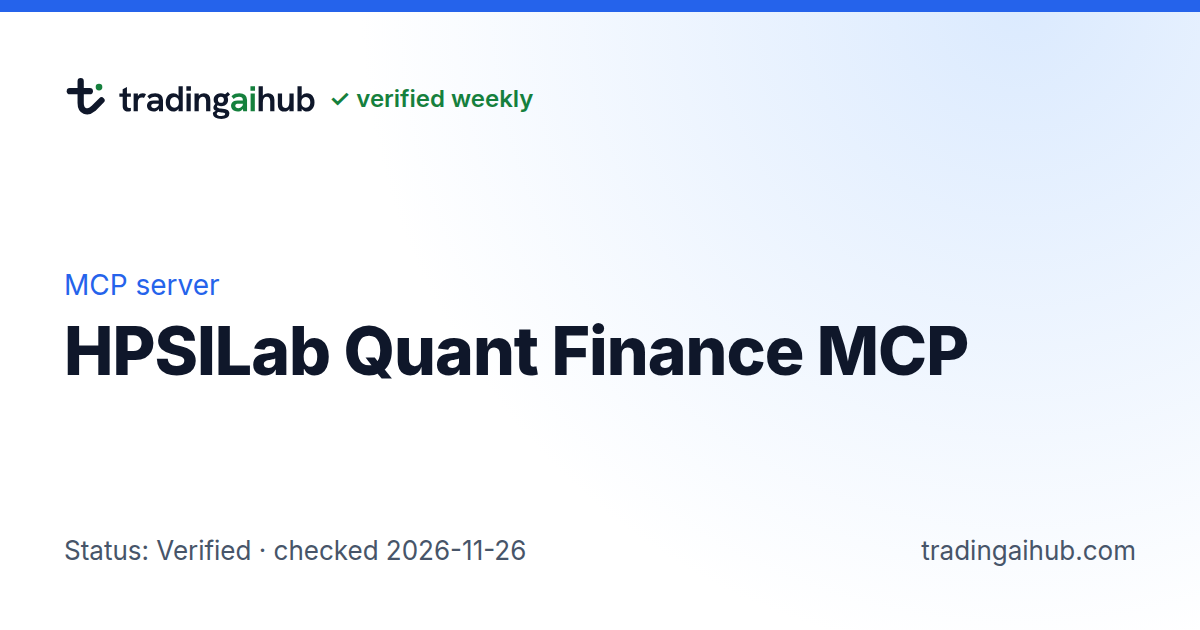 tradingaihub ✓ verified weekly
MCP server
HPSILab Quant Finance MCP
Status: Verified · checked 2026-11-26
tradingaihub.com